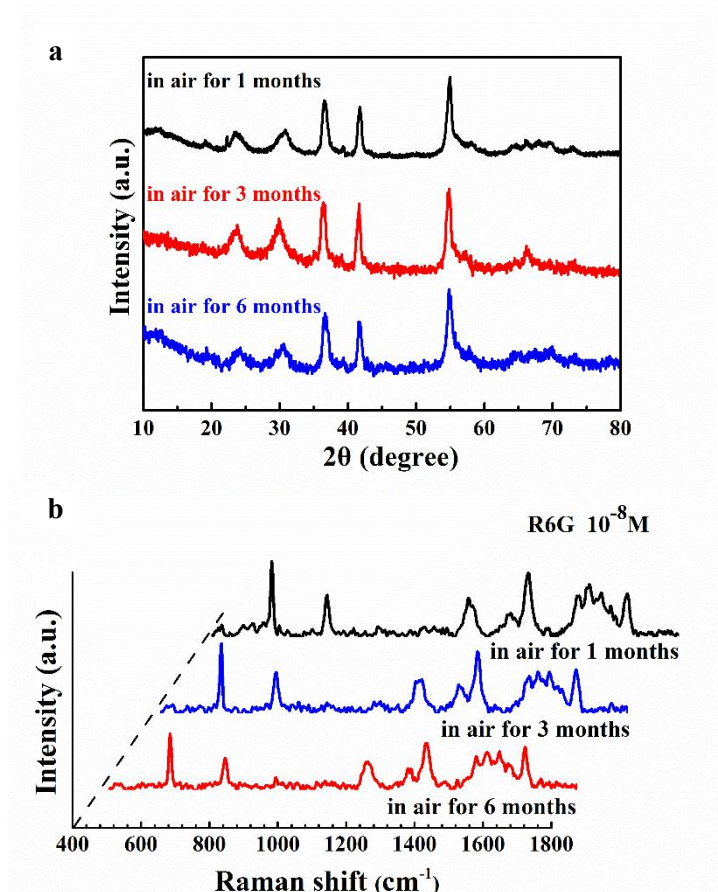 a
in air for 1 months
in air for 3 months
in air for 6 months
Intensity (a.u.)
10 20 30 40 50 60 70 80
2θ (degree)
b
R6G 10⁻⁸M
in air for 1 months
in air for 3 months
in air for 6 months
Intensity (a.u.)
400 600 800 1000 1200 1400 1600 1800
Raman shift (cm⁻¹)